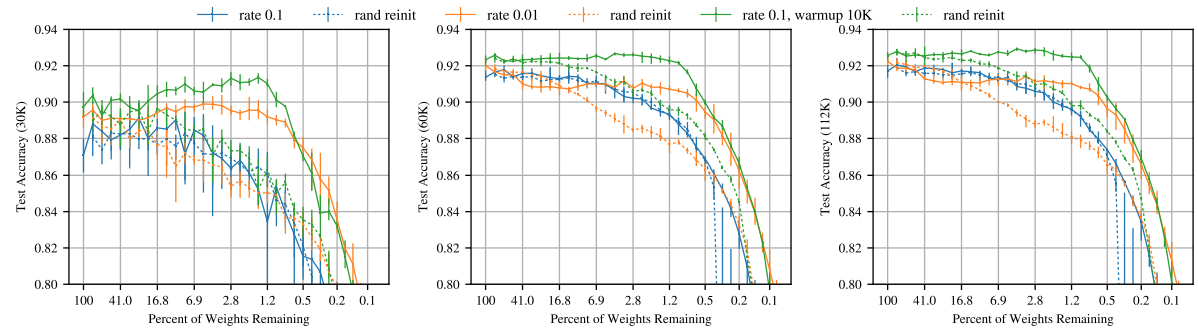 rate 0.1 rand reinit rate 0.01 rand reinit rate 0.1, warmup 10K rand reinit
0.94
0.92
0.90
0.88
0.86
0.84
0.82
0.80
Test Accuracy (30K)
100 41.0 16.8 6.9 2.8 1.2 0.5 0.2 0.1
Percent of Weights Remaining
0.94
0.92
0.90
0.88
0.86
0.84
0.82
0.80
Test Accuracy (60K)
100 41.0 16.8 6.9 2.8 1.2 0.5 0.2 0.1
Percent of Weights Remaining
0.94
0.92
0.90
0.88
0.86
0.84
0.82
0.80
Test Accuracy (112K)
100 41.0 16.8 6.9 2.8 1.2 0.5 0.2 0.1
Percent of Weights Remaining